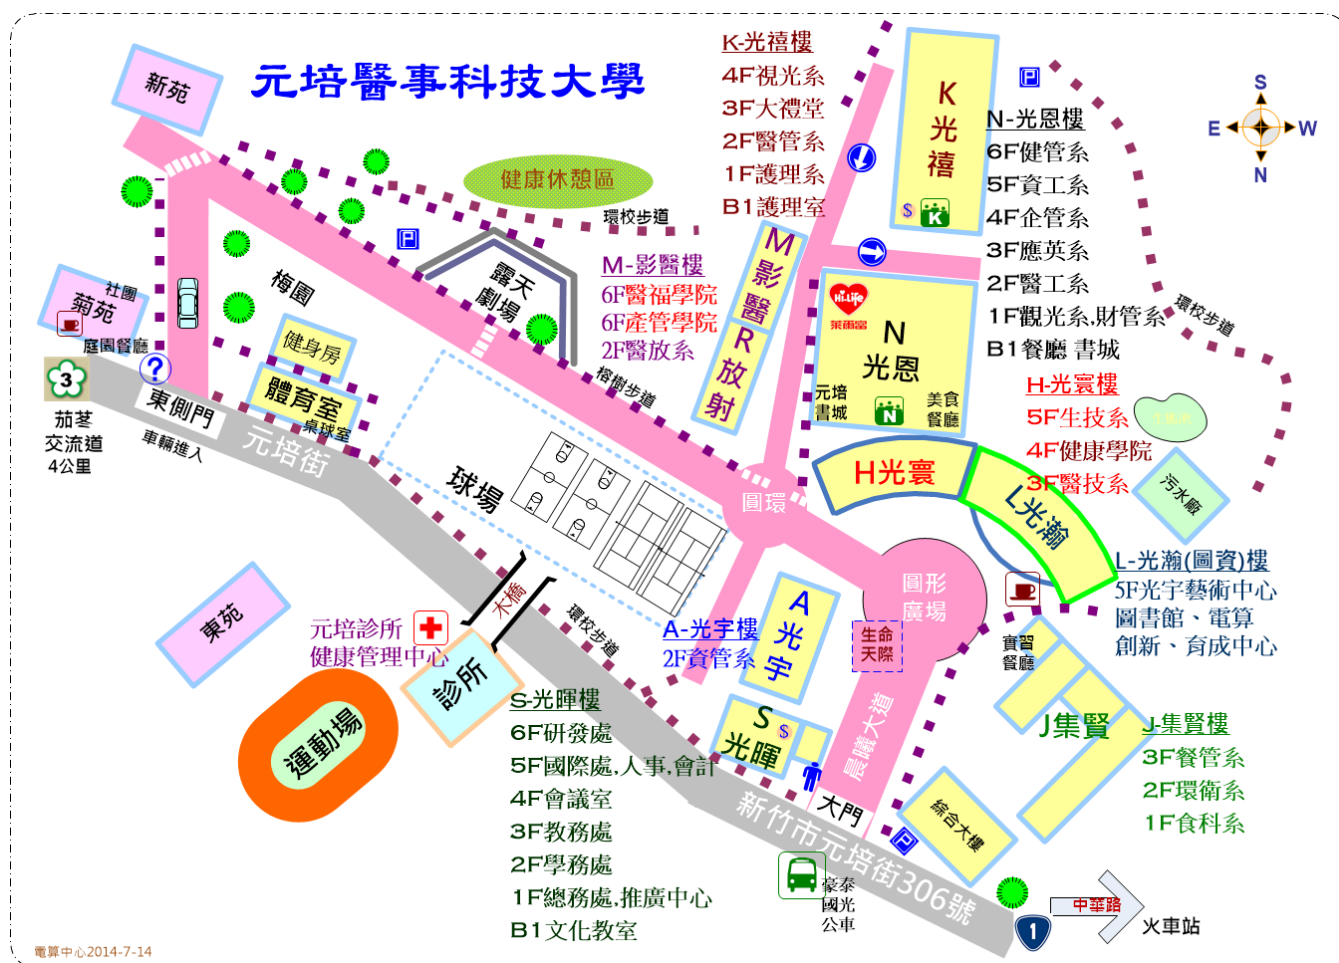 元培醫事科技大學
新苑
健康休憩區
環校步道
K-光禧樓
4F視光系
3F大禮堂
2F醫管系
1F護理系
B1護理室
K
光
禧
$
K
P
S
E
W
N
N-光恩樓
6F健管系
5F資工系
4F企管系
3F應英系
2F醫工系
1F觀光系,財管系
B1餐廳 書城
環校步道
P
露天
劇場
M-影醫樓
6F醫福學院
6F產管學院
2F醫放系
M
影
醫
R
放
射
Hi-Life
萊爾富
N
光恩
元培
書城
N
美食
餐廳
梅園
社團
菊苑
庭園餐廳
健身房
體育室
桌球室
榕樹步道
3
茄苳
交流道
4公里
?
東側門
車輛進入
元培街
球場
圓環
H光寰
H-光寰樓
5F生技系
4F健康學院
3F醫技系
L光瀚
污水廠
L-光瀚(圖資)樓
5F光宇藝術中心
圖書館、電算
創新、育成中心
圓形
廣場
生命
天際
實習
餐廳
東苑
木橋
元培診所
健康管理中心
診所
環校步道
A-光宇樓
2F資管系
A
光
宇
運動場
S-光暉樓
6F研發處
5F國際處,人事,會計
4F會議室
3F教務處
2F學務處
1F總務處,推廣中心
B1文化教室
S
$
光暉
晨曦大道
大門
J集賢
J-集賢樓
3F餐管系
2F環衛系
1F食科系
綜合大樓
P
新竹市元培街306號
豪泰
國光
公車
1
中華路
火車站
電算中心2014-7-14